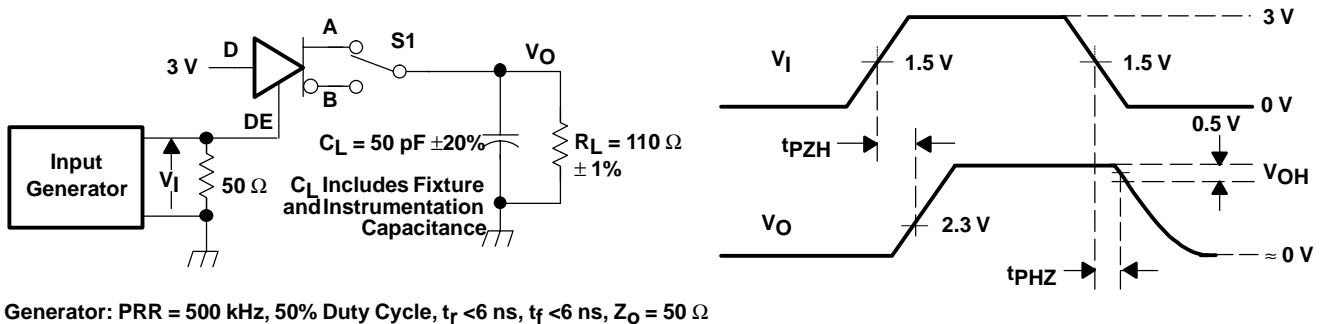 3 V
D
A
S1
VO
B
DE
Input
Generator
VI
50 Ω
CL = 50 pF ±20%
CL Includes Fixture
and Instrumentation
Capacitance
RL = 110 Ω
± 1%
VI
1.5 V
1.5 V
3 V
0 V
0.5 V
tPZH
VOH
VO
2.3 V
≈ 0 V
tPHZ
Generator: PRR = 500 kHz, 50% Duty Cycle, tr <6 ns, tf <6 ns, Zo = 50 Ω